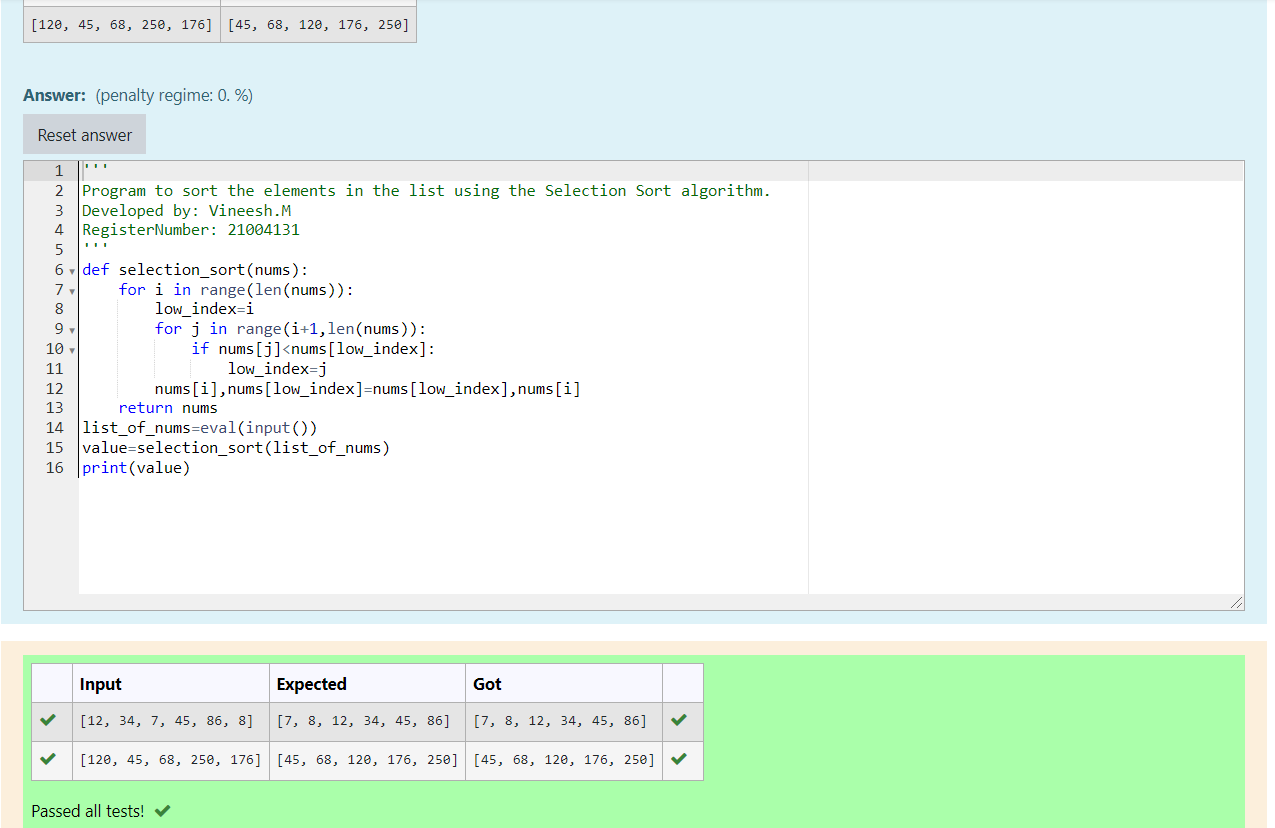 [120, 45, 68, 250, 176] [45, 68, 120, 176, 250]
Answer: (penalty regime: 0. %)
Reset answer
1 '''
2 Program to sort the elements in the list using the Selection Sort algorithm.
3 Developed by: Vineesh.M
4 RegisterNumber: 21004131
5 '''
6 def selection_sort(nums):
7     for i in range(len(nums)):
8         low_index=i
9         for j in range(i+1,len(nums)):
10             if nums[j]<nums[low_index]:
11                 low_index=j
12         nums[i],nums[low_index]=nums[low_index],nums[i]
13     return nums
14 list_of_nums=eval(input())
15 value=selection_sort(list_of_nums)
16 print(value)
Input Expected Got
[12, 34, 7, 45, 86, 8] [7, 8, 12, 34, 45, 86] [7, 8, 12, 34, 45, 86]
[120, 45, 68, 250, 176] [45, 68, 120, 176, 250] [45, 68, 120, 176, 250]
Passed all tests!